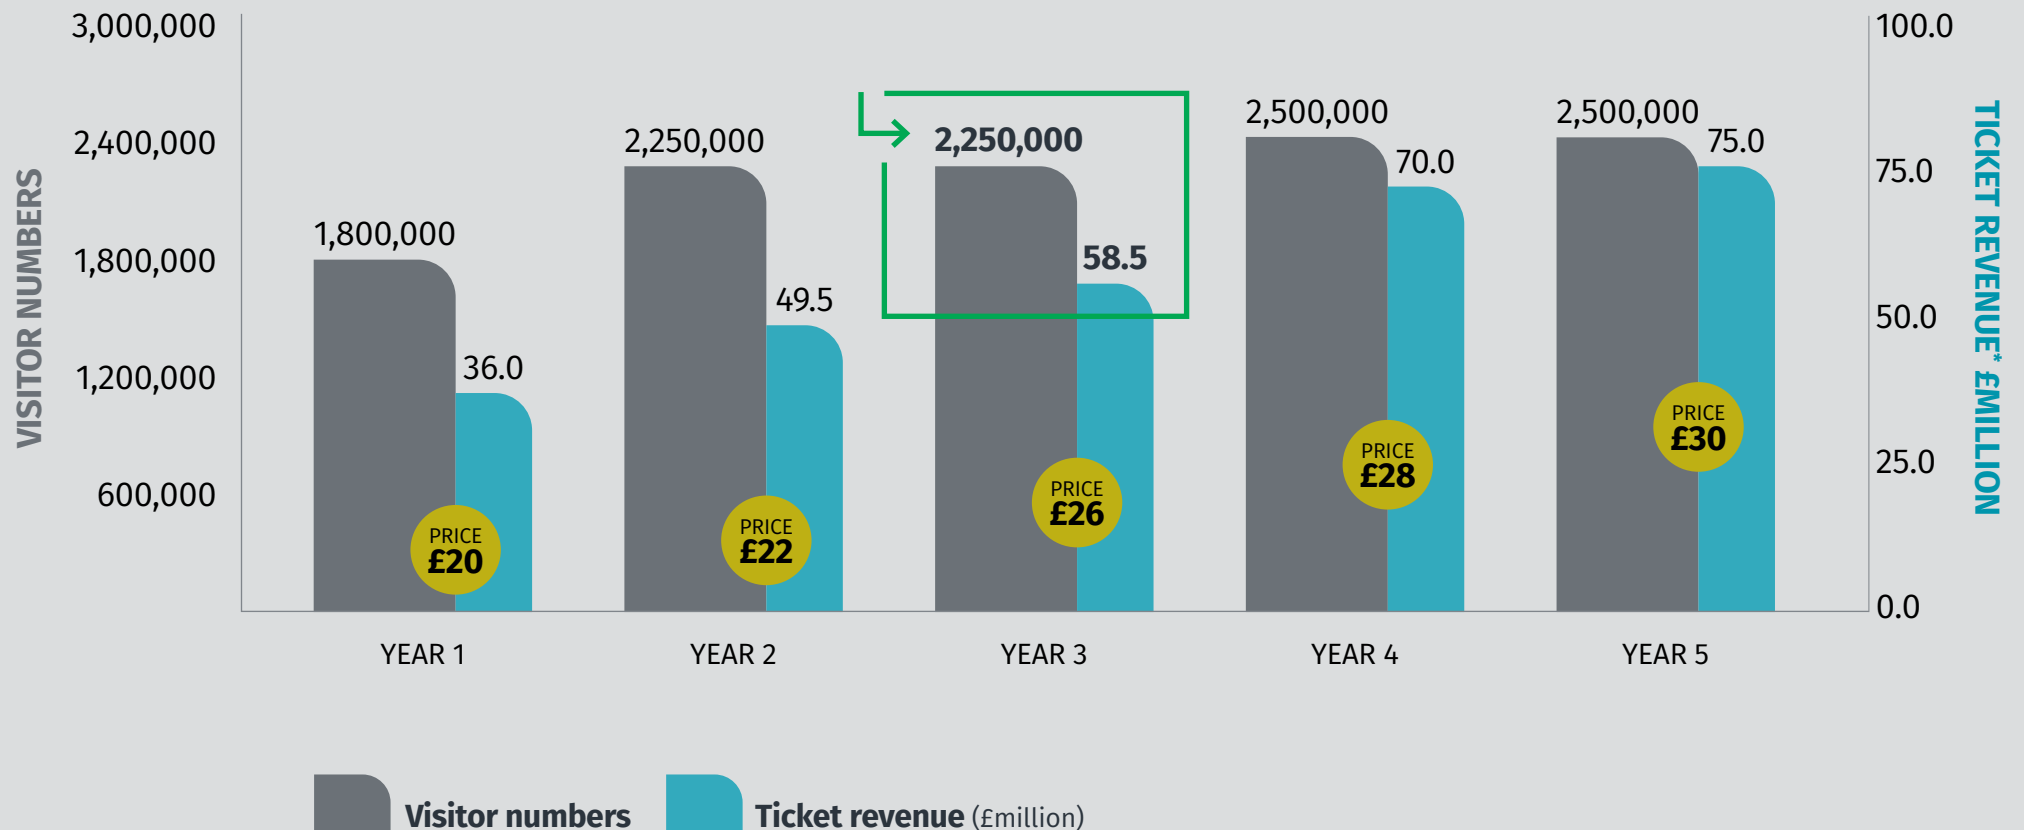 3,000,000
2,400,000
1,800,000
1,200,000
600,000
VISITOR NUMBERS
1,800,000
36.0
PRICE
£20
2,250,000
49.5
PRICE
£22
2,250,000
58.5
PRICE
£26
2,500,000
70.0
PRICE
£28
2,500,000
75.0
PRICE
£30
100.0
75.0
50.0
25.0
0.0
TICKET REVENUE* £MILLION
YEAR 1
YEAR 2
YEAR 3
YEAR 4
YEAR 5
Visitor numbers
Ticket revenue (£million)